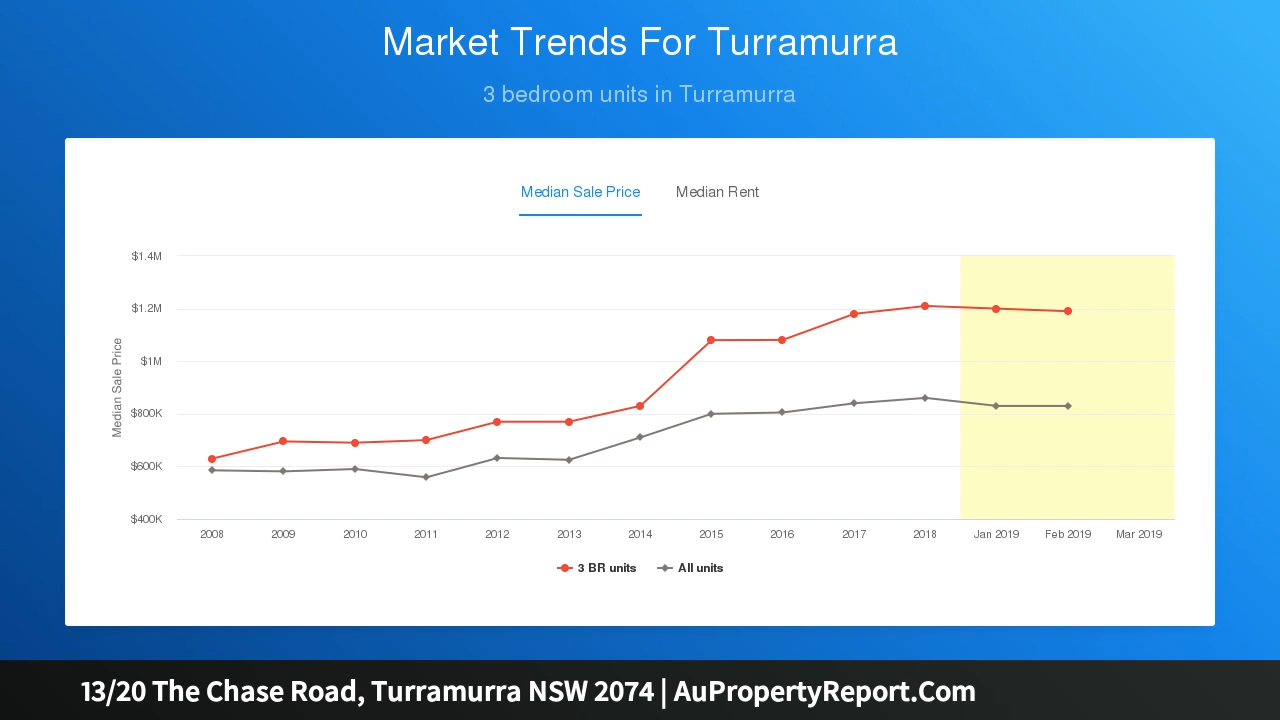 Market Trends For Turramurra
3 bedroom units in Turramurra
Median Sale Price Median Rent
$1.4M
$1.2M
$1M
$800K
$600K
$400K
Median Sale Price
2008 2009 2010 2011 2012 2013 2014 2015 2016 2017 2018 Jan 2019 Feb 2019 Mar 2019
3 BR units All units
13/20 The Chase Road, Turramurra NSW 2074 | AuPropertyReport.Com